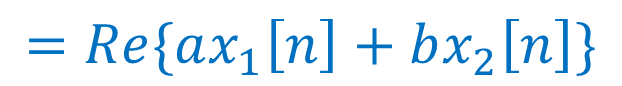 = Re{ax₁[n] + bx₂[n]}